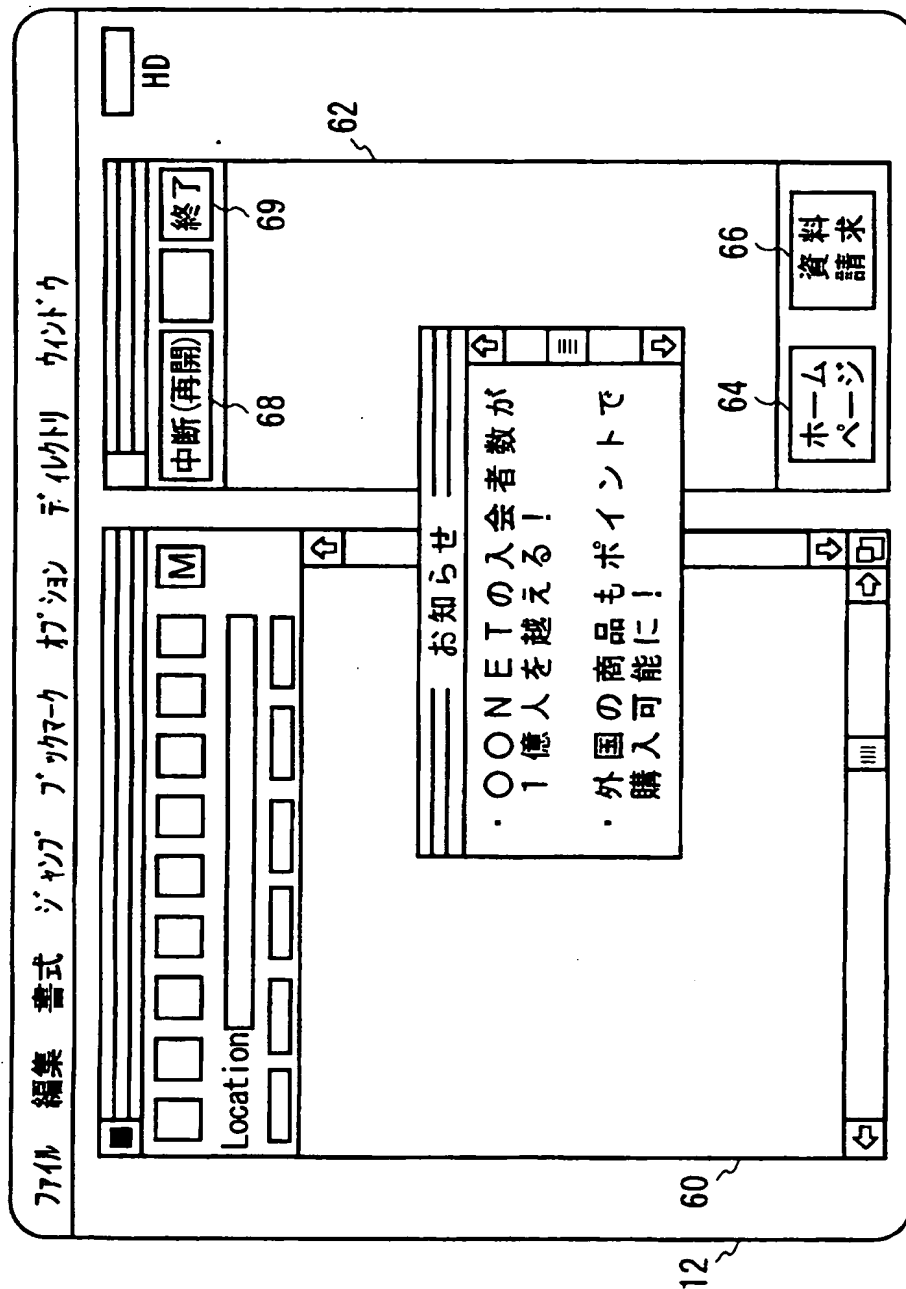 ファイル 編集 書式 ジャンプ ブックマーク オプション ディレクトリ ウィンドウ
HD
M
Location
中断(再開)
終了
68
69
62
お知らせ
・〇〇NETの入会者数が
1億人を越える!
・外国の商品もポイントで
購入可能に!
64
66
ホーム
ページ
資料
請求
60
12